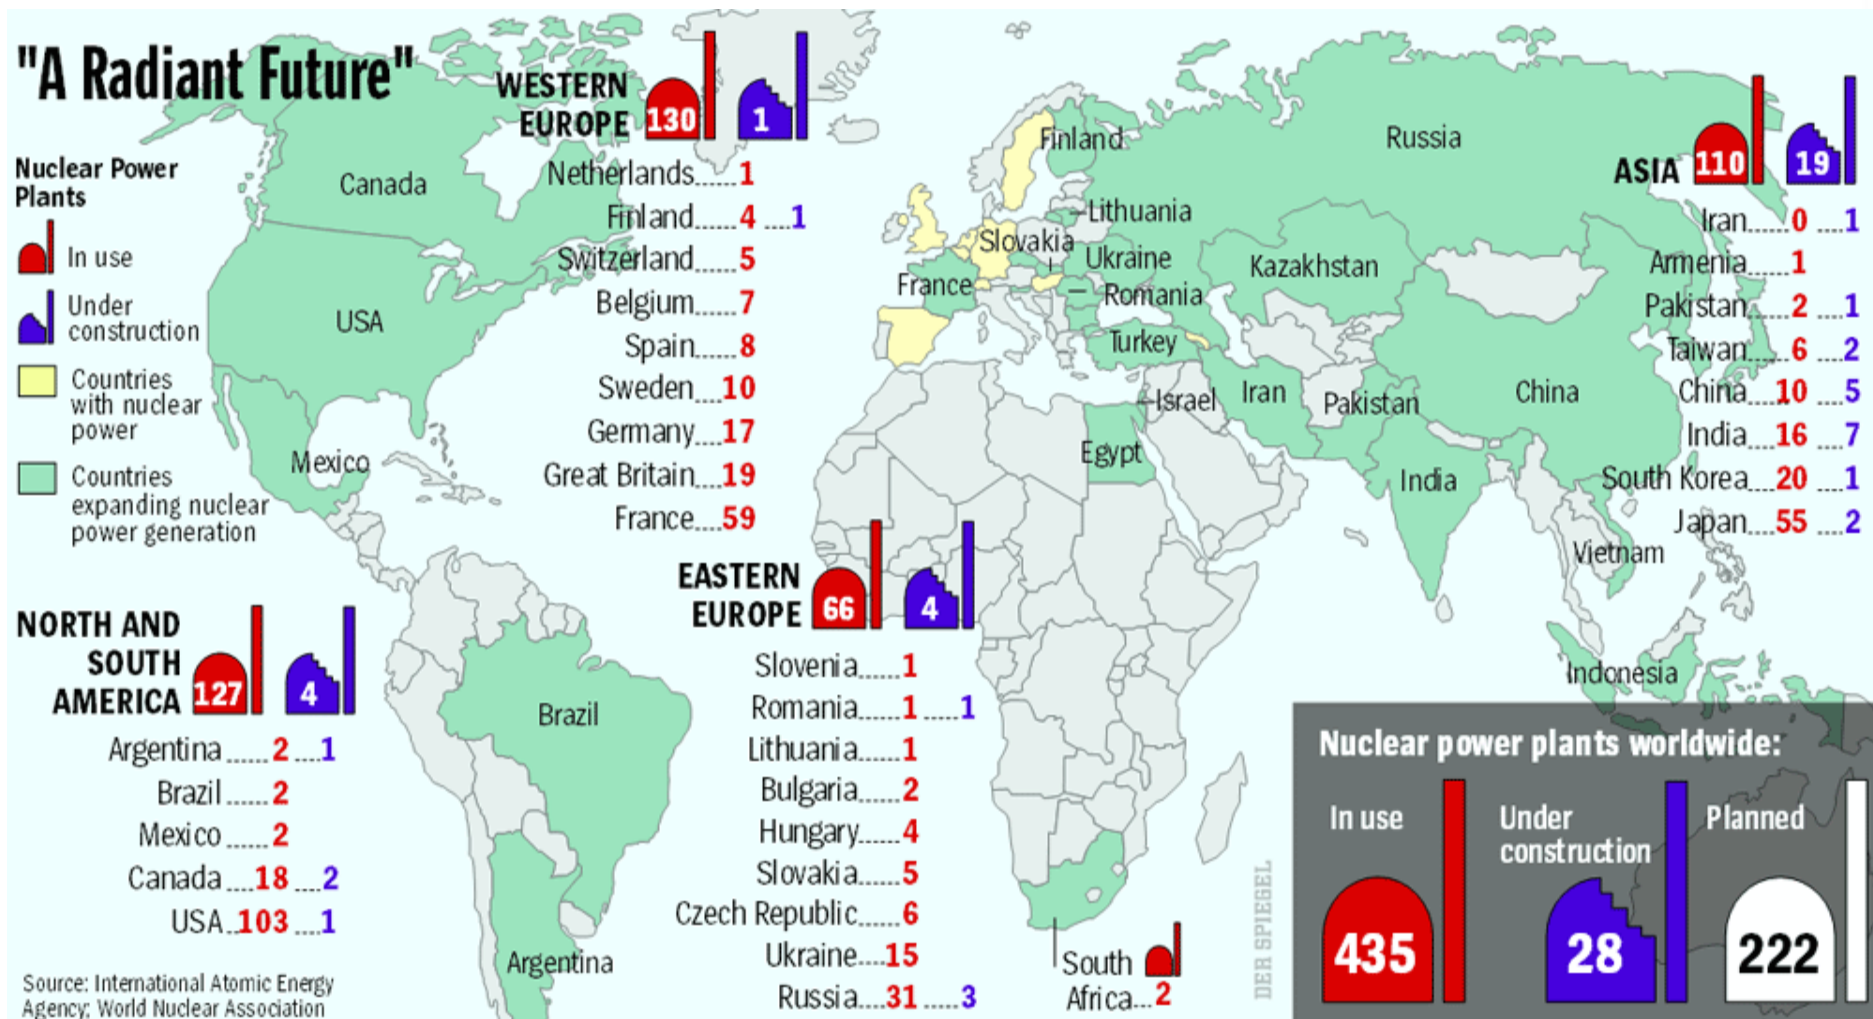 "A Radiant Future"
Nuclear Power
Plants
In use
Under
construction
Countries
with nuclear
power
Countries
expanding nuclear
power generation
WESTERN
EUROPE
130
1
Netherlands......1
Finland......4 ....1
Switzerland......5
Belgium......7
Spain......8
Sweden....10
Germany....17
Great Britain....19
France....59
NORTH AND
SOUTH
AMERICA
127
4
Argentina ......2 ....1
Brazil ......2
Mexico ......2
Canada ....18 ....2
USA..103 ....1
EASTERN
EUROPE
66
4
Slovenia......1
Romania......1 .....1
Lithuania......1
Bulgaria......2
Hungary......4
Slovakia......5
Czech Republic......6
Ukraine....15
Russia....31 .....3
South
Africa...2
ASIA
110
19
Iran......0 ....1
Armenia......1
Pakistan......2 ....1
Taiwan......6 ....2
China....10 ....5
India....16 ....7
South Korea....20 ....1
Japan....55 ....2
Canada
USA
Mexico
Brazil
Argentina
Finland
Lithuania
Slovakia
Ukraine
France
Romania
Turkey
Israel
Egypt
Russia
Kazakhstan
Iran
Pakistan
China
India
Vietnam
Indonesia
Nuclear power plants worldwide:
In use
435
Under
construction
28
Planned
222
DER SPIEGEL
Source: International Atomic Energy
Agency; World Nuclear Association